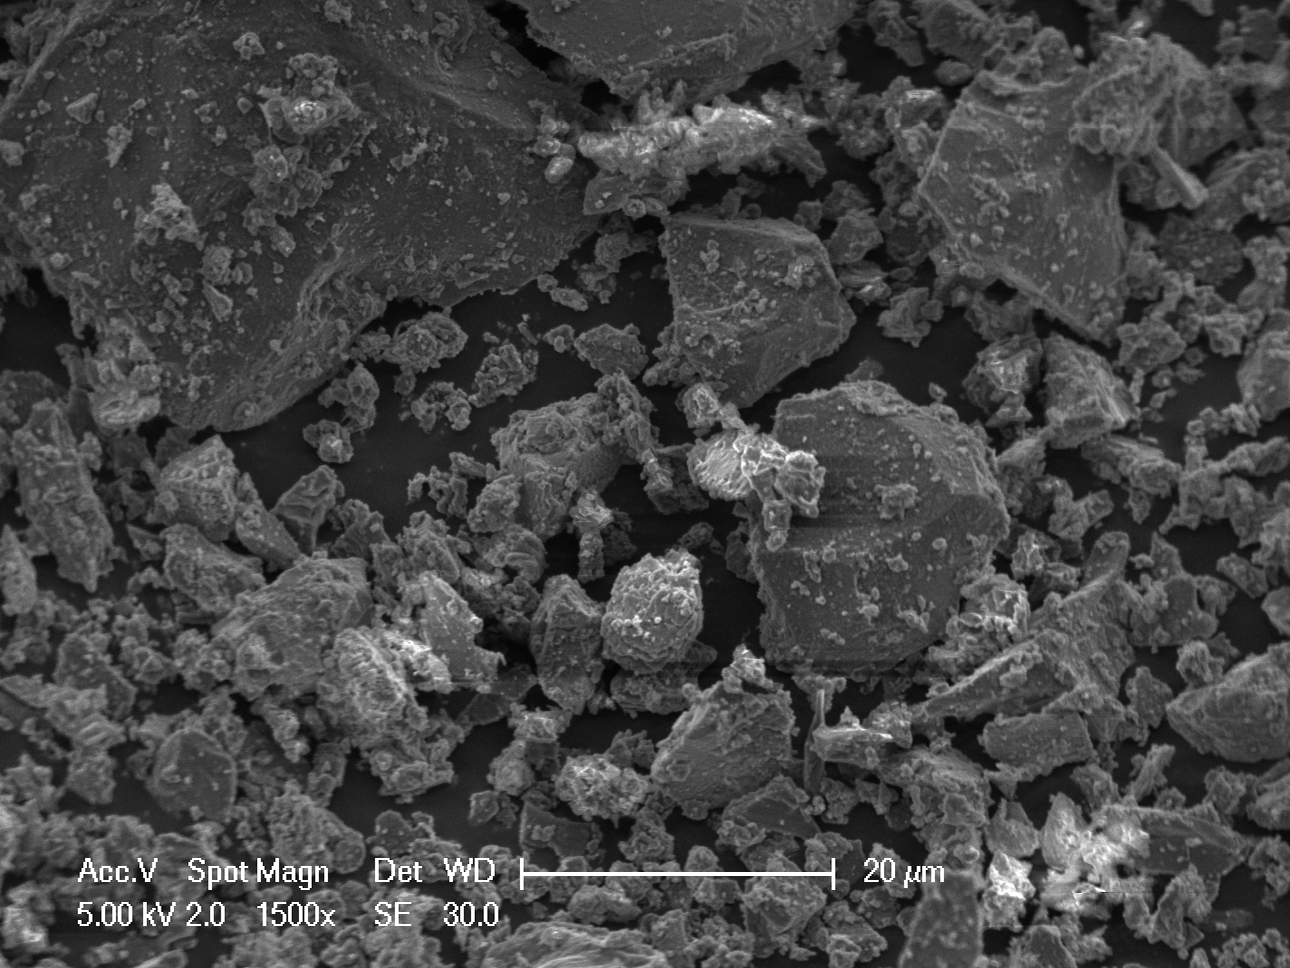 Acc.V Spot Magn Det WD 20 µm
5.00 kV 2.0 1500x SE 30.0